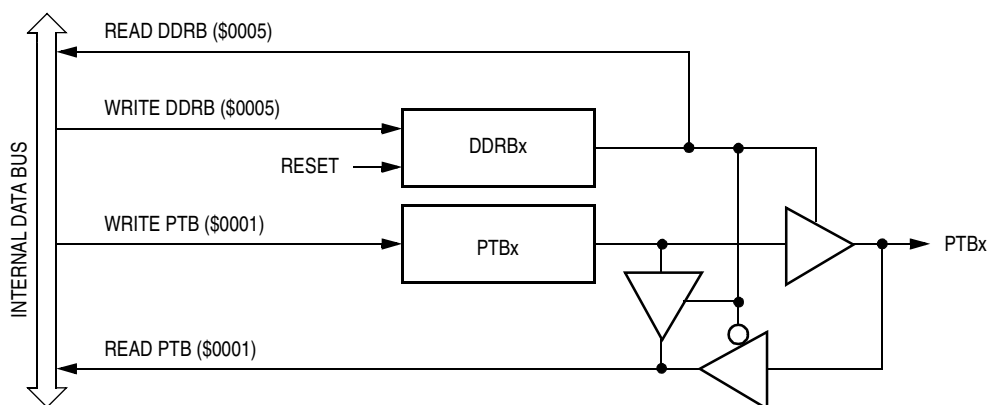 READ DDRB ($0005)
WRITE DDRB ($0005)
DDRBx
RESET
INTERNAL DATA BUS
WRITE PTB ($0001)
PTBx
PTBx
READ PTB ($0001)